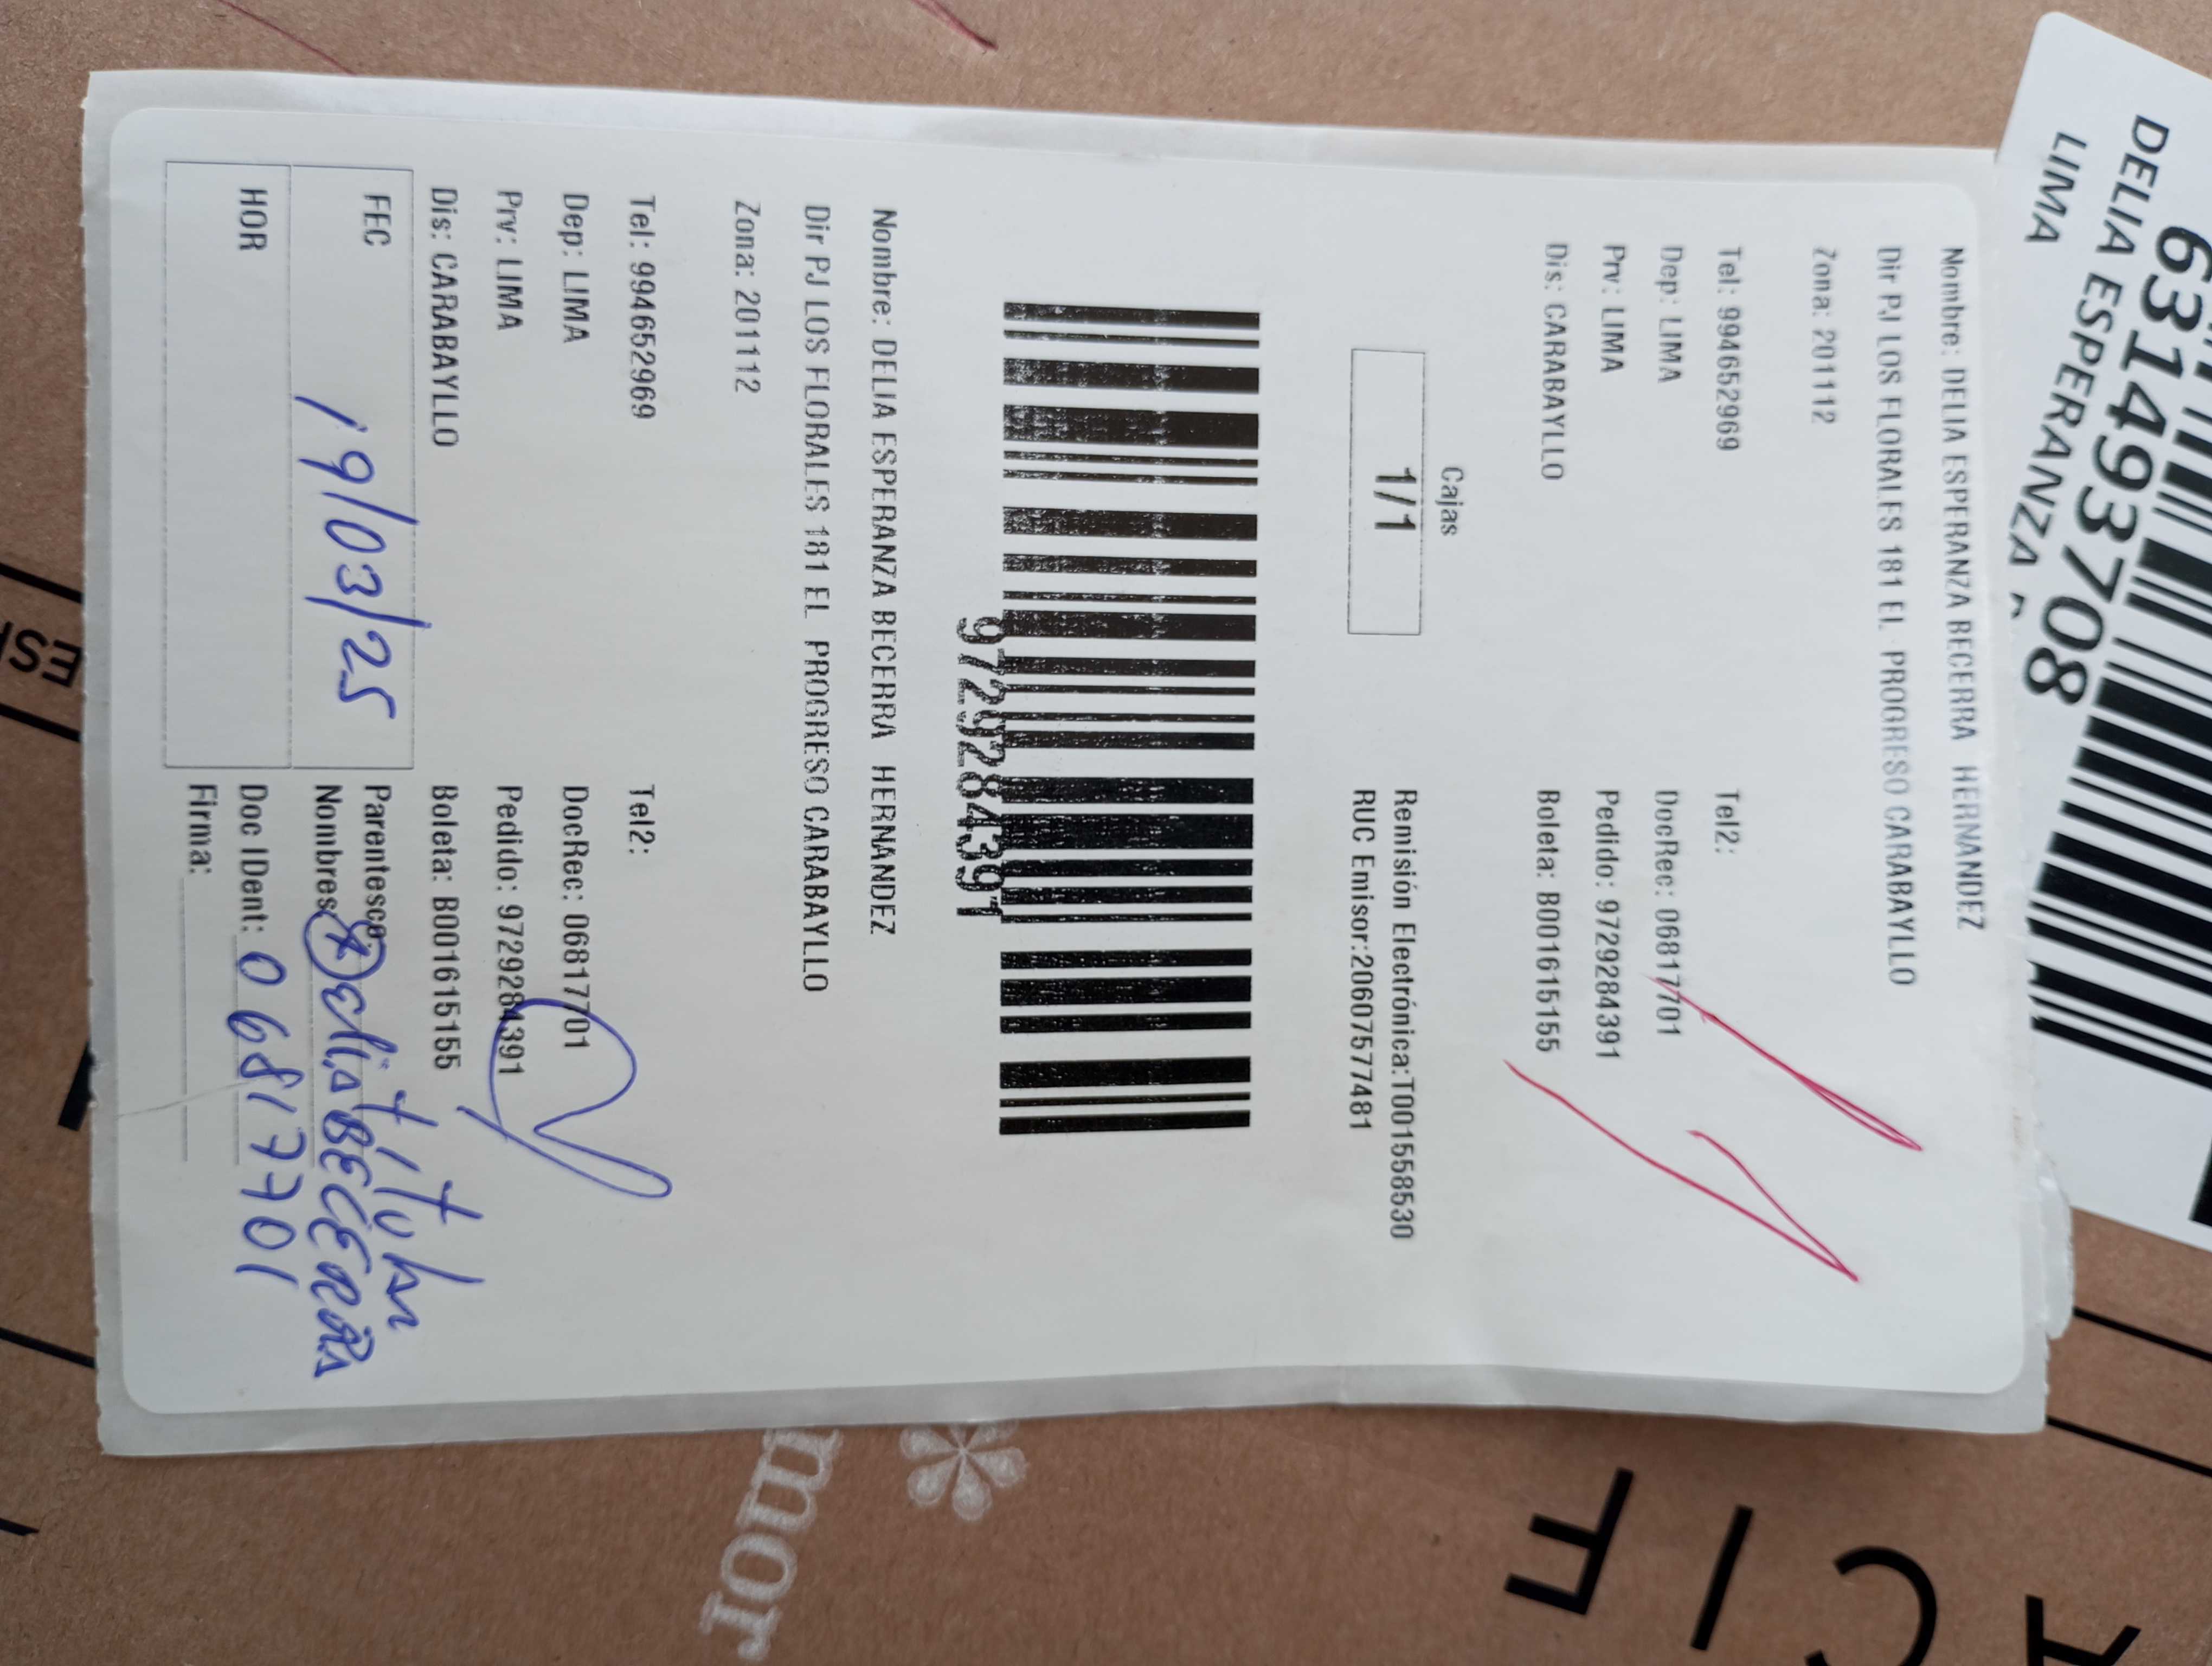 631493708
DELIA ESPERANZA
LIMA
Nombre: DELIA ESPERANZA BECERRA HERNANDEZ
Dir PJ LOS FLORALES 181 EL PROGRESO CARABAYLLO
Zona: 201112
Tel: 994652969 Tel2:
Dep: LIMA DocRec: 06817701
Prv: LIMA Pedido: 9729284391
Dis: CARABAYLLO Boleta: B001615155
Cajas
1/1
Remisión Electrónica:T001558530
RUC Emisor:20607577481
9729284391
Nombre: DELIA ESPERANZA BECERRA HERNANDEZ
Dir PJ LOS FLORALES 181 EL PROGRESO CARABAYLLO
Zona: 201112
Tel: 994652969 Tel2:
Dep: LIMA DocRec: 06817701
Prv: LIMA Pedido: 9729284391
Dis: CARABAYLLO Boleta: B001615155
FEC 19/03/25
HOR
Parentesco: titular
Nombres: Delia BECERRA
Doc IDent: 06817701
Firma:
mor
A C I F